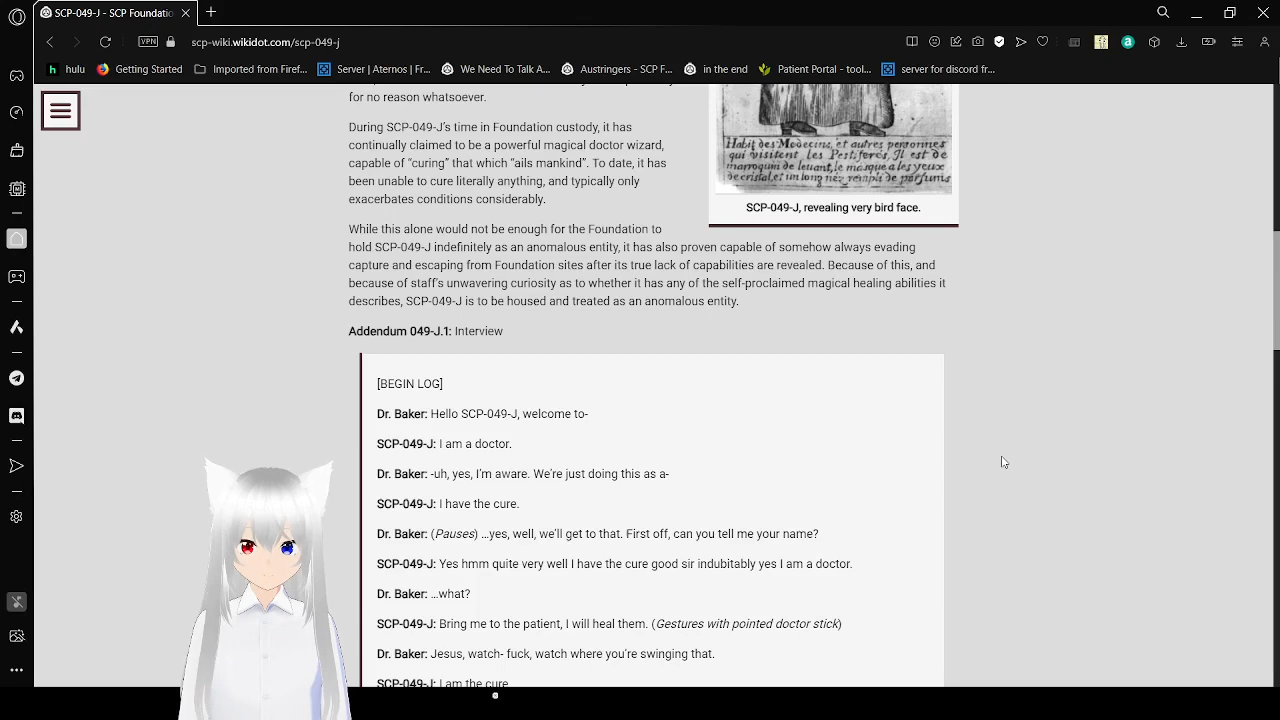 SCP-049-J - SCP Foundatio
scp-wiki.wikidot.com/scp-049-j
VPN
hulu
Getting Started
Imported from Firef...
Server | Aternos | Fr...
We Need To Talk A...
Austringers - SCP F...
in the end
Patient Portal - tool...
server for discord fr...
for no reason whatsoever.
During SCP-049-J's time in Foundation custody, it has
continually claimed to be a powerful magical doctor wizard,
capable of “curing” that which “ails mankind”. To date, it has
been unable to cure literally anything, and typically only
exacerbates conditions considerably.
Habit des Medecins, et autres personnes
qui visitent les Pestiferés, Il est de
marroquin de leuant, le masque a les yeux
de cristal, et un long néz rempli de parfums
SCP-049-J, revealing very bird face.
While this alone would not be enough for the Foundation to
hold SCP-049-J indefinitely as an anomalous entity, it has also proven capable of somehow always evading
capture and escaping from Foundation sites after its true lack of capabilities are revealed. Because of this, and
because of staff's unwavering curiosity as to whether it has any of the self-proclaimed magical healing abilities it
describes, SCP-049-J is to be housed and treated as an anomalous entity.
Addendum 049-J.1: Interview
[BEGIN LOG]
Dr. Baker: Hello SCP-049-J, welcome to-
SCP-049-J: I am a doctor.
Dr. Baker: -uh, yes, I'm aware. We're just doing this as a-
SCP-049-J: I have the cure.
Dr. Baker: (Pauses) …yes, well, we'll get to that. First off, can you tell me your name?
SCP-049-J: Yes hmm quite very well I have the cure good sir indubitably yes I am a doctor.
Dr. Baker: …what?
SCP-049-J: Bring me to the patient, I will heal them. (Gestures with pointed doctor stick)
Dr. Baker: Jesus, watch- fuck, watch where you're swinging that.
SCP-049-J: I am the cure